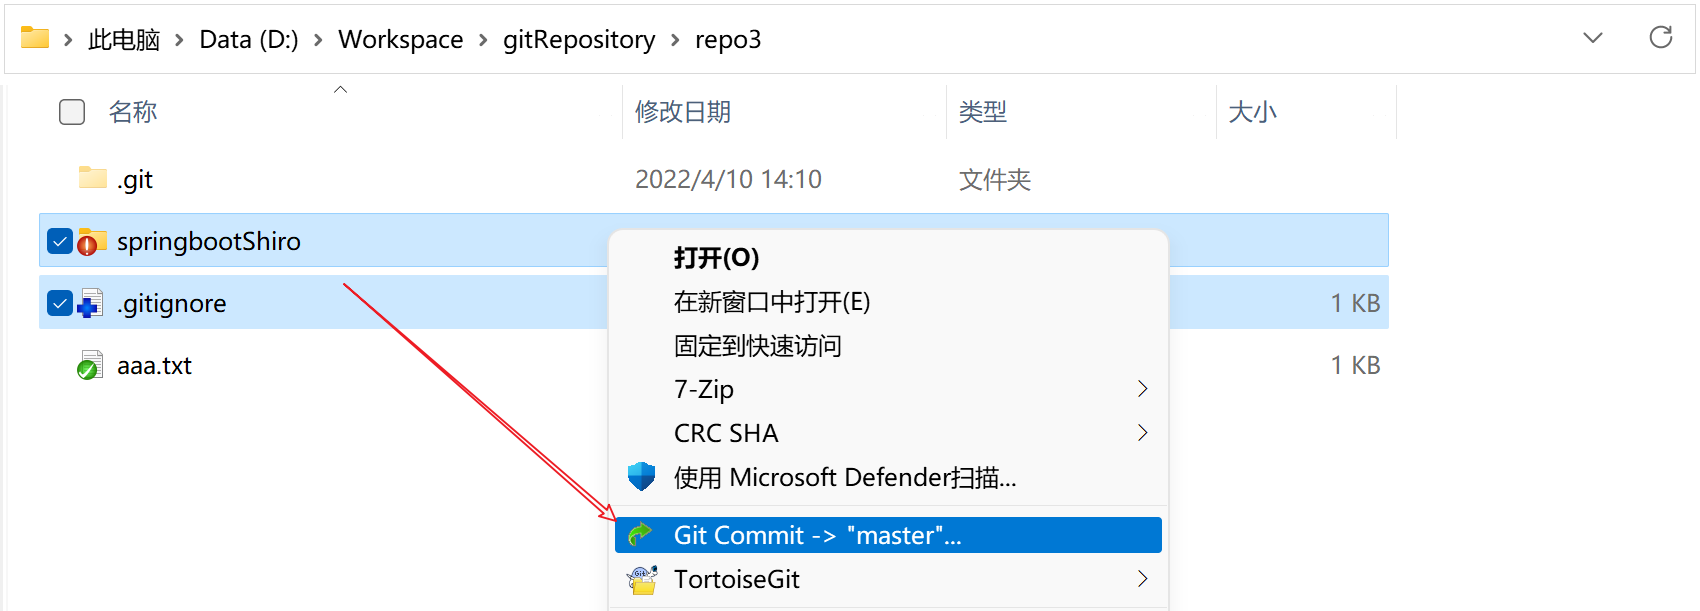 此电脑 Data (D:) Workspace gitRepository repo3
名称 修改日期 类型 大小
.git 2022/4/10 14:10 文件夹
springbootShiro
.gitignore 1 KB
aaa.txt 1 KB
打开(O)
在新窗口中打开(E)
固定到快速访问
7-Zip
CRC SHA
使用 Microsoft Defender扫描...
Git Commit -> "master"...
TortoiseGit